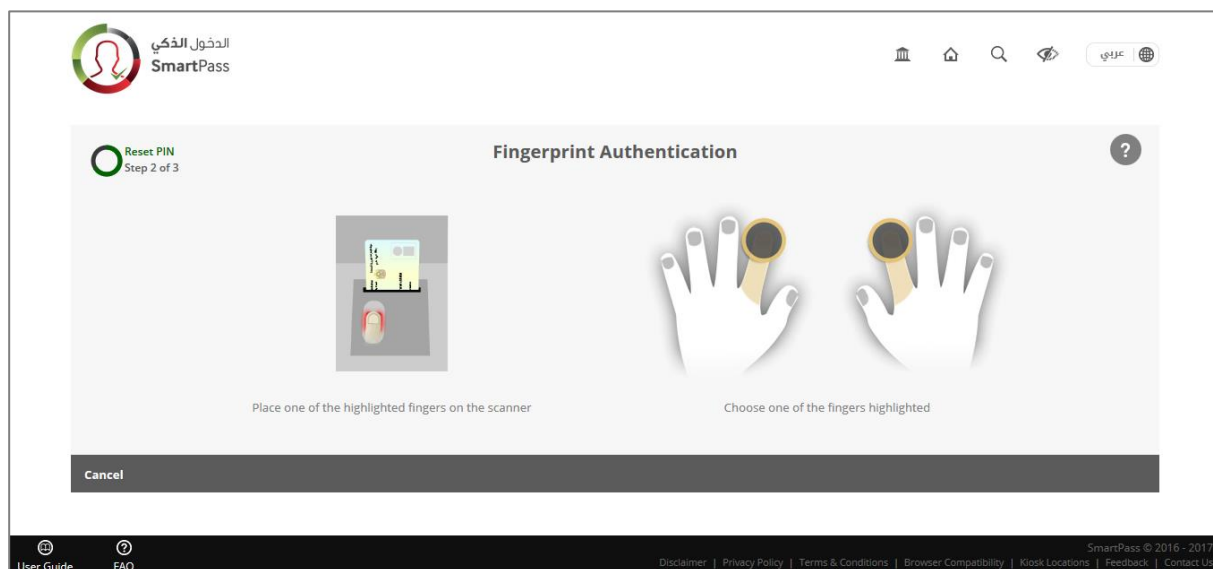 الدخول الذكي
SmartPass
عربي
Reset PIN
Step 2 of 3
Fingerprint Authentication
?
Place one of the highlighted fingers on the scanner
Choose one of the fingers highlighted
Cancel
User Guide
FAQ
SmartPass © 2016 - 2017
Disclaimer | Privacy Policy | Terms & Conditions | Browser Compatibility | Kiosk Locations | Feedback | Contact Us